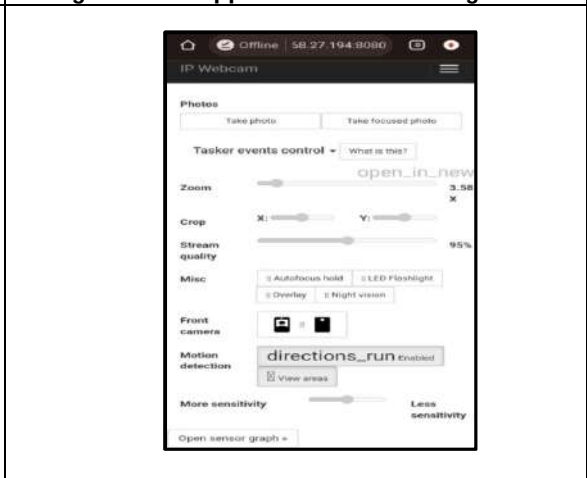 Offline 58.27.194:8080
IP Webcam
Photos
Take photo Take focused photo
Tasker events control What is this?
open_in_new
Zoom 3.58 x
Crop X: Y:
Stream quality 95%
Misc Autofocus hold LED Flashlight
Overlay Night vision
Front camera
Motion detection directions_run Enabled
View areas
More sensitivity Less sensitivity
Open sensor graph »